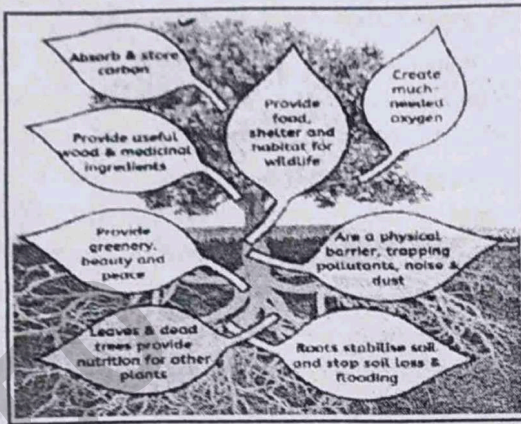 Absorb & store
carbon
Provide
food,
shelter and
habitat for
wildlife
Create
much-
needed
oxygen
Provide useful
wood & medicinal
ingredients
Provide
greenery,
beauty and
peace
Are a physical
barrier, trapping
pollutants, noise &
dust
Leaves & dead
trees provide
nutrition for other
plants
Roots stabilise soil
and stop soil loss &
flooding